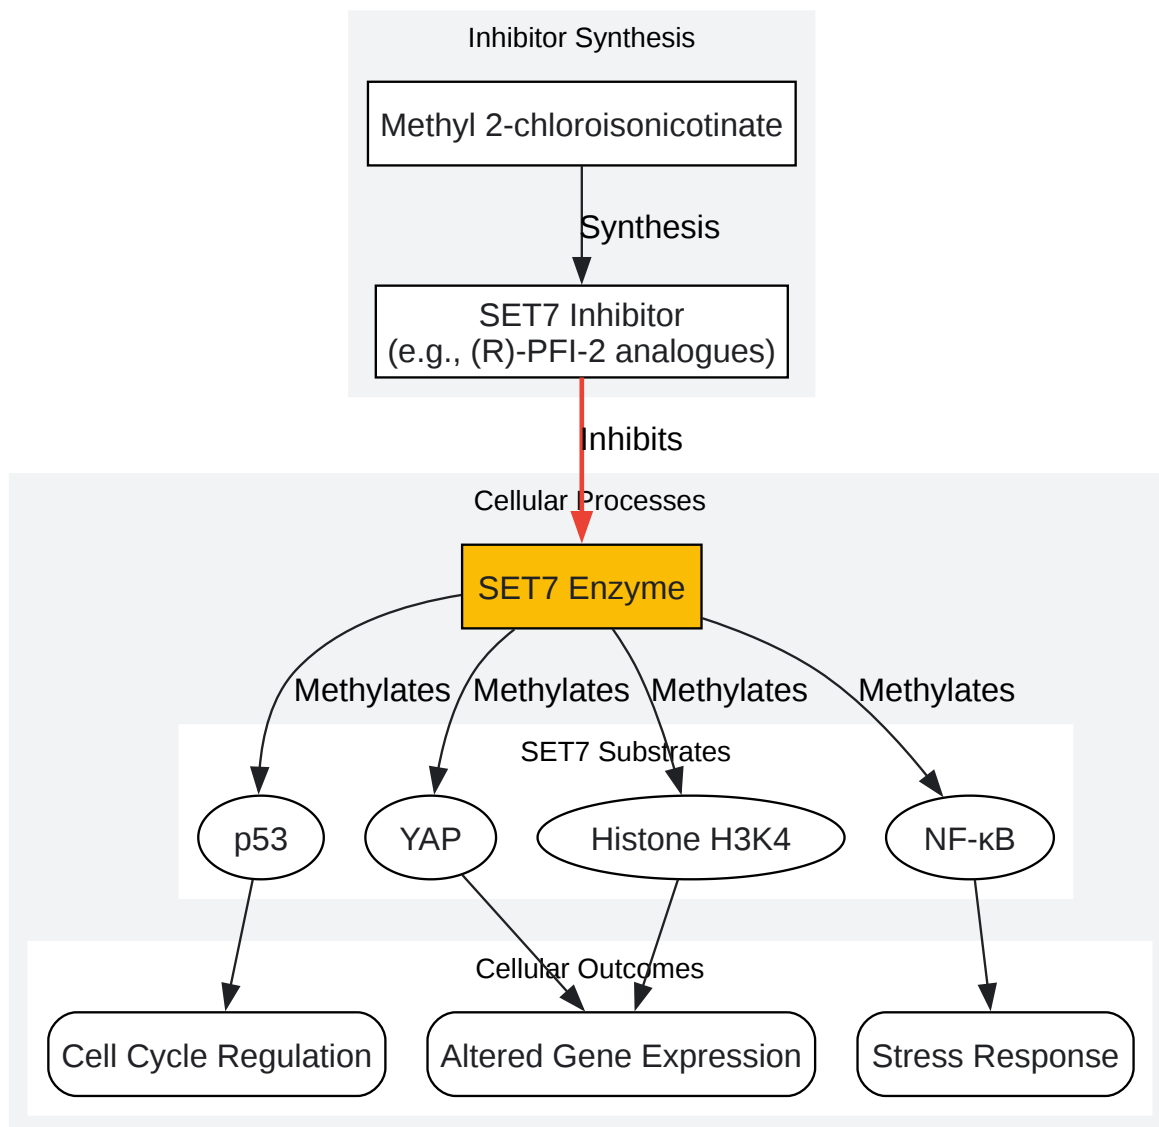 Inhibitor Synthesis
Methyl 2-chloroisonicotinate
Synthesis
SET7 Inhibitor
(e.g., (R)-PFI-2 analogues)
Inhibits
Cellular Processes
SET7 Enzyme
Methylates Methylates Methylates Methylates
SET7 Substrates
p53 YAP Histone H3K4 NF-κB
Cellular Outcomes
Cell Cycle Regulation Altered Gene Expression Stress Response